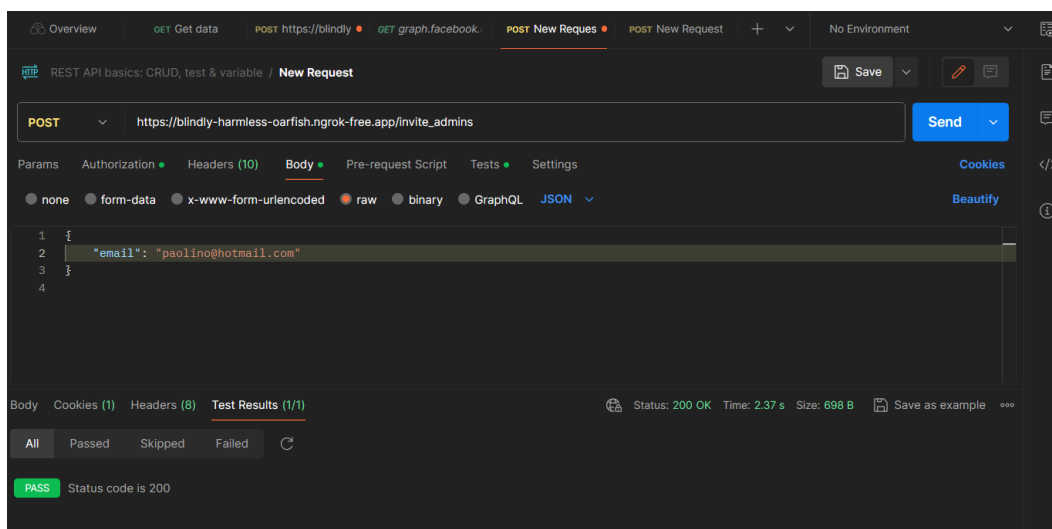 Overview GET Get data POST https://blindly GET graph.facebook. POST New Reques POST New Request No Environment
HTTP REST API basics: CRUD, test & variable / New Request Save
POST https://blindly-harmless-oarfish.ngrok-free.app/invite_admins Send
Params Authorization Headers (10) Body Pre-request Script Tests Settings Cookies
none form-data x-www-form-urlencoded raw binary GraphQL JSON Beautify
1 {
2 "email": "paolino@hotmail.com"
3 }
4
Body Cookies (1) Headers (8) Test Results (1/1) Status: 200 OK Time: 2.37 s Size: 698 B Save as example
All Passed Skipped Failed
PASS Status code is 200